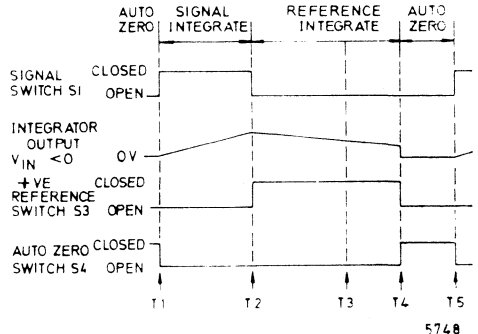 AUTO ZERO
SIGNAL INTEGRATE
REFERENCE INTEGRATE
AUTO ZERO
SIGNAL SWITCH S1
CLOSED
OPEN
INTEGRATOR OUTPUT
V_IN <0
0V
+VE REFERENCE SWITCH S3
CLOSED
OPEN
AUTO ZERO SWITCH S4
CLOSED
OPEN
T1 T2 T3 T4 T5
5748